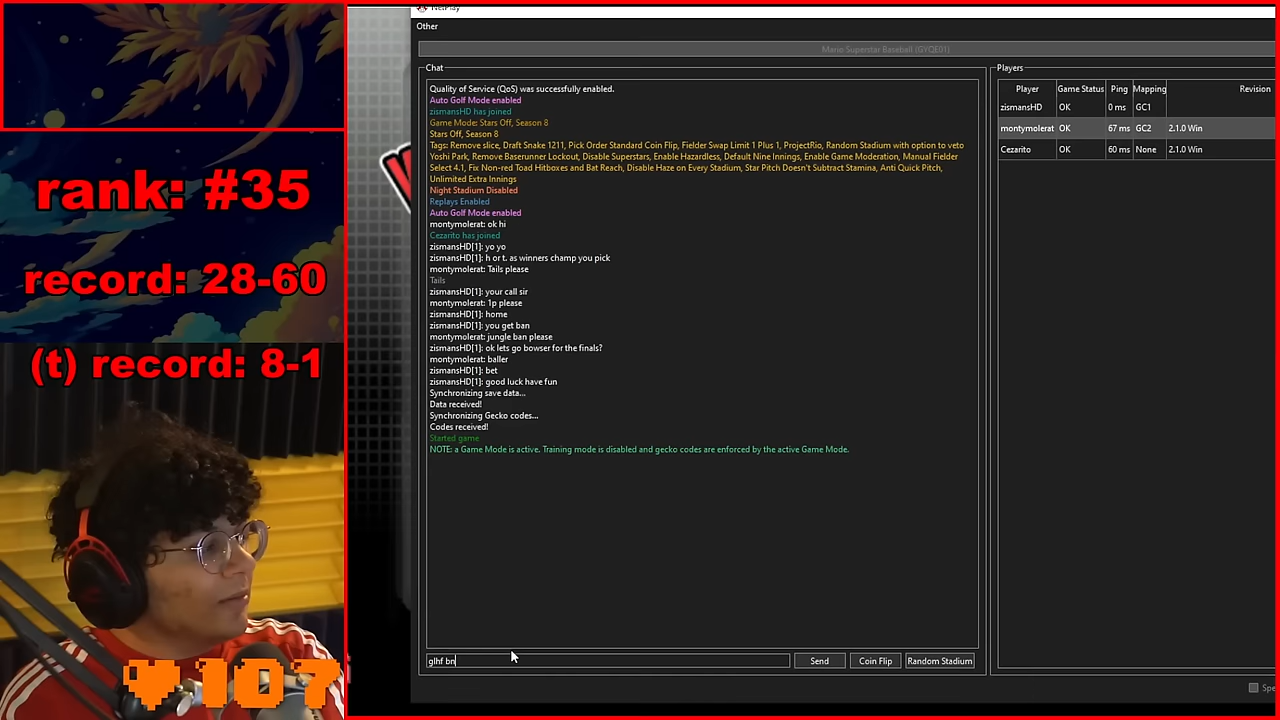 rank: #35
record: 28-60
(t) record: 8-1
107
NetPlay
Other
Mario Superstar Baseball (GYQE01)
Chat
Quality of Service (QoS) was successfully enabled.
Auto Golf Mode enabled
zismansHD has joined
Game Mode: Stars Off, Season 8
Stars Off, Season 8
Tags: Remove slice, Draft Snake 1211, Pick Order Standard Coin Flip, Fielder Swap Limit 1 Plus 1, ProjectRio, Random Stadium with option to veto
Yoshi Park, Remove Baserunner Lockout, Disable Superstars, Enable Hazardless, Default Nine Innings, Enable Game Moderation, Manual Fielder
Select 4.1, Fix Non-red Toad Hitboxes and Bat Reach, Disable Haze on Every Stadium, Star Pitch Doesn't Subtract Stamina, Anti Quick Pitch,
Unlimited Extra Innings
Night Stadium Disabled
Replays Enabled
Auto Golf Mode enabled
montymolerat: ok hi
Cezarito has joined
zismansHD[1]: yo yo
zismansHD[1]: h or t. as winners champ you pick
montymolerat: Tails please
Tails
zismansHD[1]: your call sir
montymolerat: 1p please
zismansHD[1]: home
zismansHD[1]: you get ban
montymolerat: jungle ban please
zismansHD[1]: ok lets go bowser for the finals?
montymolerat: baller
zismansHD[1]: bet
zismansHD[1]: good luck have fun
Synchronizing save data...
Data received!
Synchronizing Gecko codes...
Codes received!
Started game
NOTE: a Game Mode is active. Training mode is disabled and gecko codes are enforced by the active Game Mode.
glhf bn
Send
Coin Flip
Random Stadium
Players
Player Game Status Ping Mapping Revision
zismansHD OK 0 ms GC1
montymolerat OK 67 ms GC2 2.1.0 Win
Cezarito OK 60 ms None 2.1.0 Win